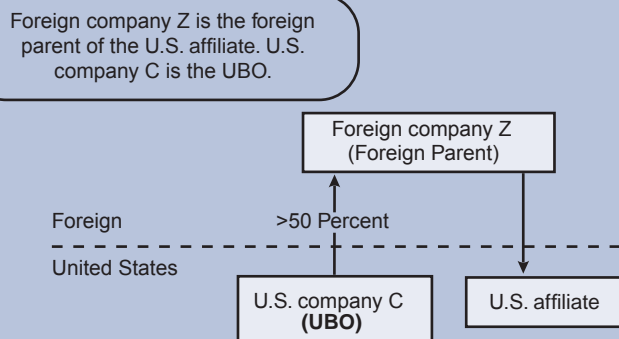 Foreign company Z is the foreign
parent of the U.S. affiliate. U.S.
company C is the UBO.
Foreign company Z
(Foreign Parent)
Foreign
>50 Percent
United States
U.S. company C
(UBO)
U.S. affiliate